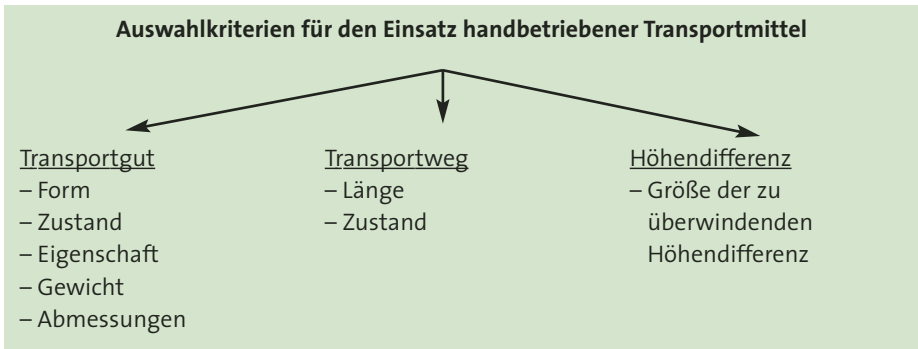 Auswahlkriterien für den Einsatz handbetriebener Transportmittel
Transportgut
– Form
– Zustand
– Eigenschaft
– Gewicht
– Abmessungen
Transportweg
– Länge
– Zustand
Höhendifferenz
– Größe der zu
überwindenden
Höhendifferenz